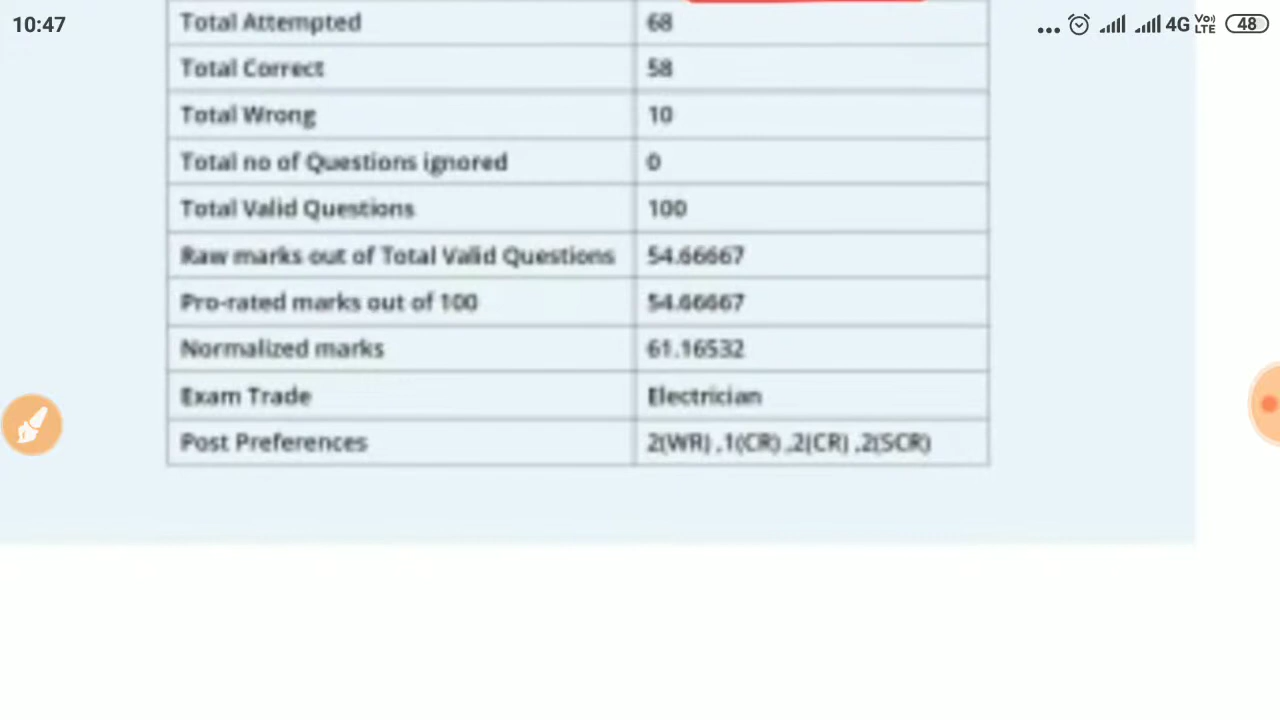 10:47
4G Vo) LTE 48
Total Attempted 68
Total Correct 58
Total Wrong 10
Total no of Questions ignored 0
Total Valid Questions 100
Raw marks out of Total Valid Questions 54.66667
Pro-rated marks out of 100 54.66667
Normalized marks 61.16532
Exam Trade Electrician
Post Preferences 2(WR) ,1(CR) ,2(CR) ,2(SCR)